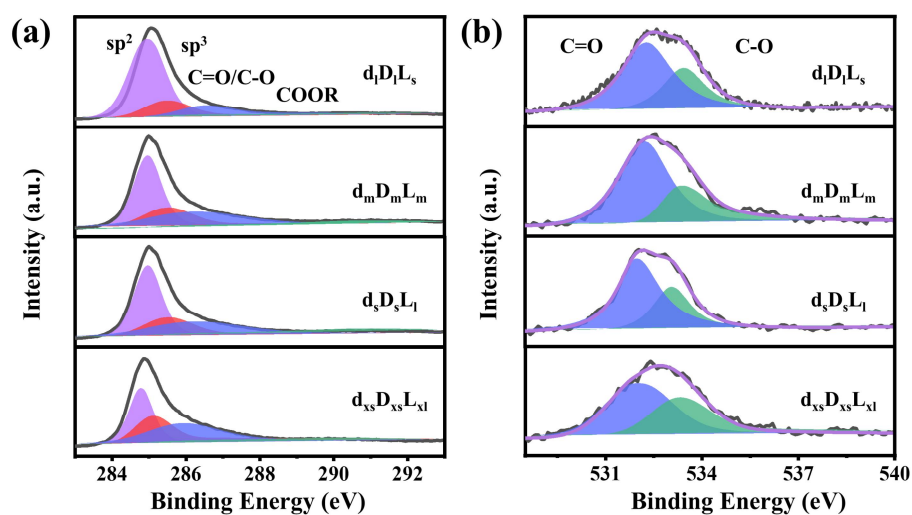 (a)
sp²
sp³
C=O/C-O
COOR
dₗDₗLₛ
dₘDₘLₘ
dₛDₛLₗ
dₓₛDₓₛLₓₗ
Intensity (a.u.)
284 286 288 290 292
Binding Energy (eV)
(b)
C=O
C-O
dₗDₗLₛ
dₘDₘLₘ
dₛDₛLₗ
dₓₛDₓₛLₓₗ
Intensity (a.u.)
531 534 537 540
Binding Energy (eV)